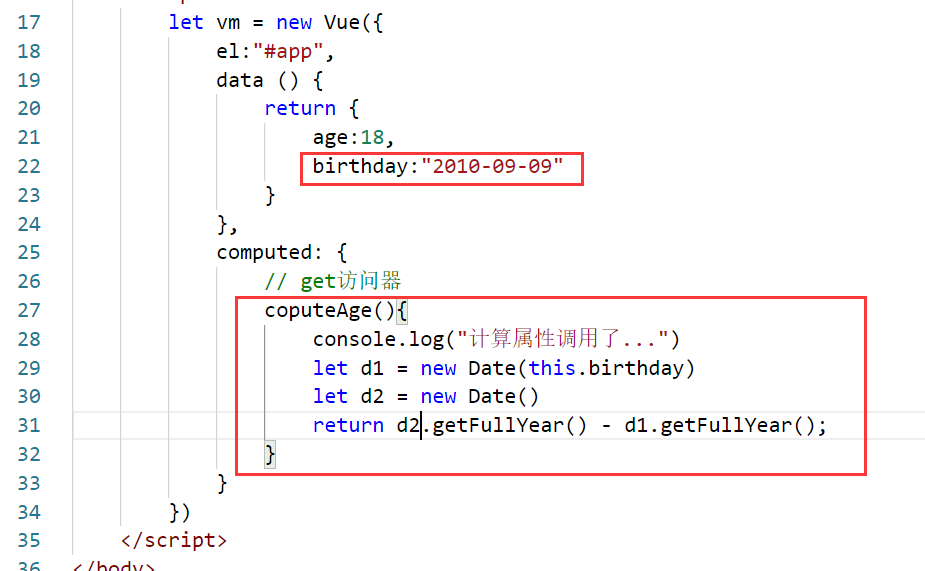 17 let vm = new Vue({
18 el:"#app",
19 data () {
20 return {
21 age:18,
22 birthday:"2010-09-09"
23 }
24 },
25 computed: {
26 // get访问器
27 coputeAge(){
28 console.log("计算属性调用了...")
29 let d1 = new Date(this.birthday)
30 let d2 = new Date()
31 return d2.getFullYear() - d1.getFullYear();
32 }
33 }
34 })
35 </script>
36 </body>